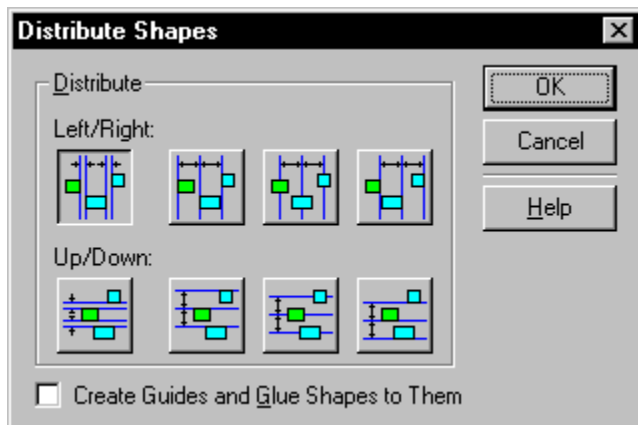 Distribute Shapes
Distribute
OK
Left/Right:
Cancel
Help
Up/Down:
Create Guides and Glue Shapes to Them